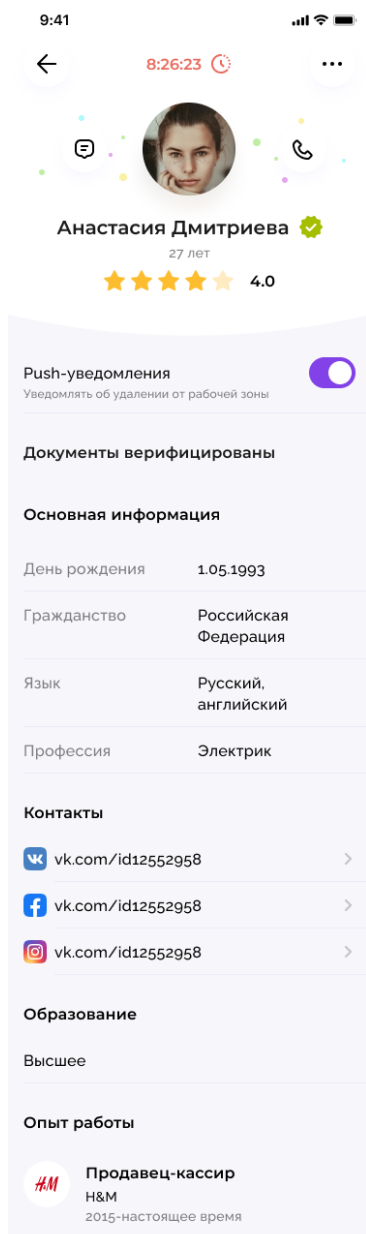 9:41
8:26:23
Анастасия Дмитриева
27 лет
4.0
Push-уведомления
Уведомлять об удалении от рабочей зоны
Документы верифицированы
Основная информация
День рождения 1.05.1993
Гражданство Российская
Федерация
Язык Русский,
английский
Профессия Электрик
Контакты
vk.com/id12552958
vk.com/id12552958
vk.com/id12552958
Образование
Высшее
Опыт работы
H&M Продавец-кассир
H&M
2015-настоящее время